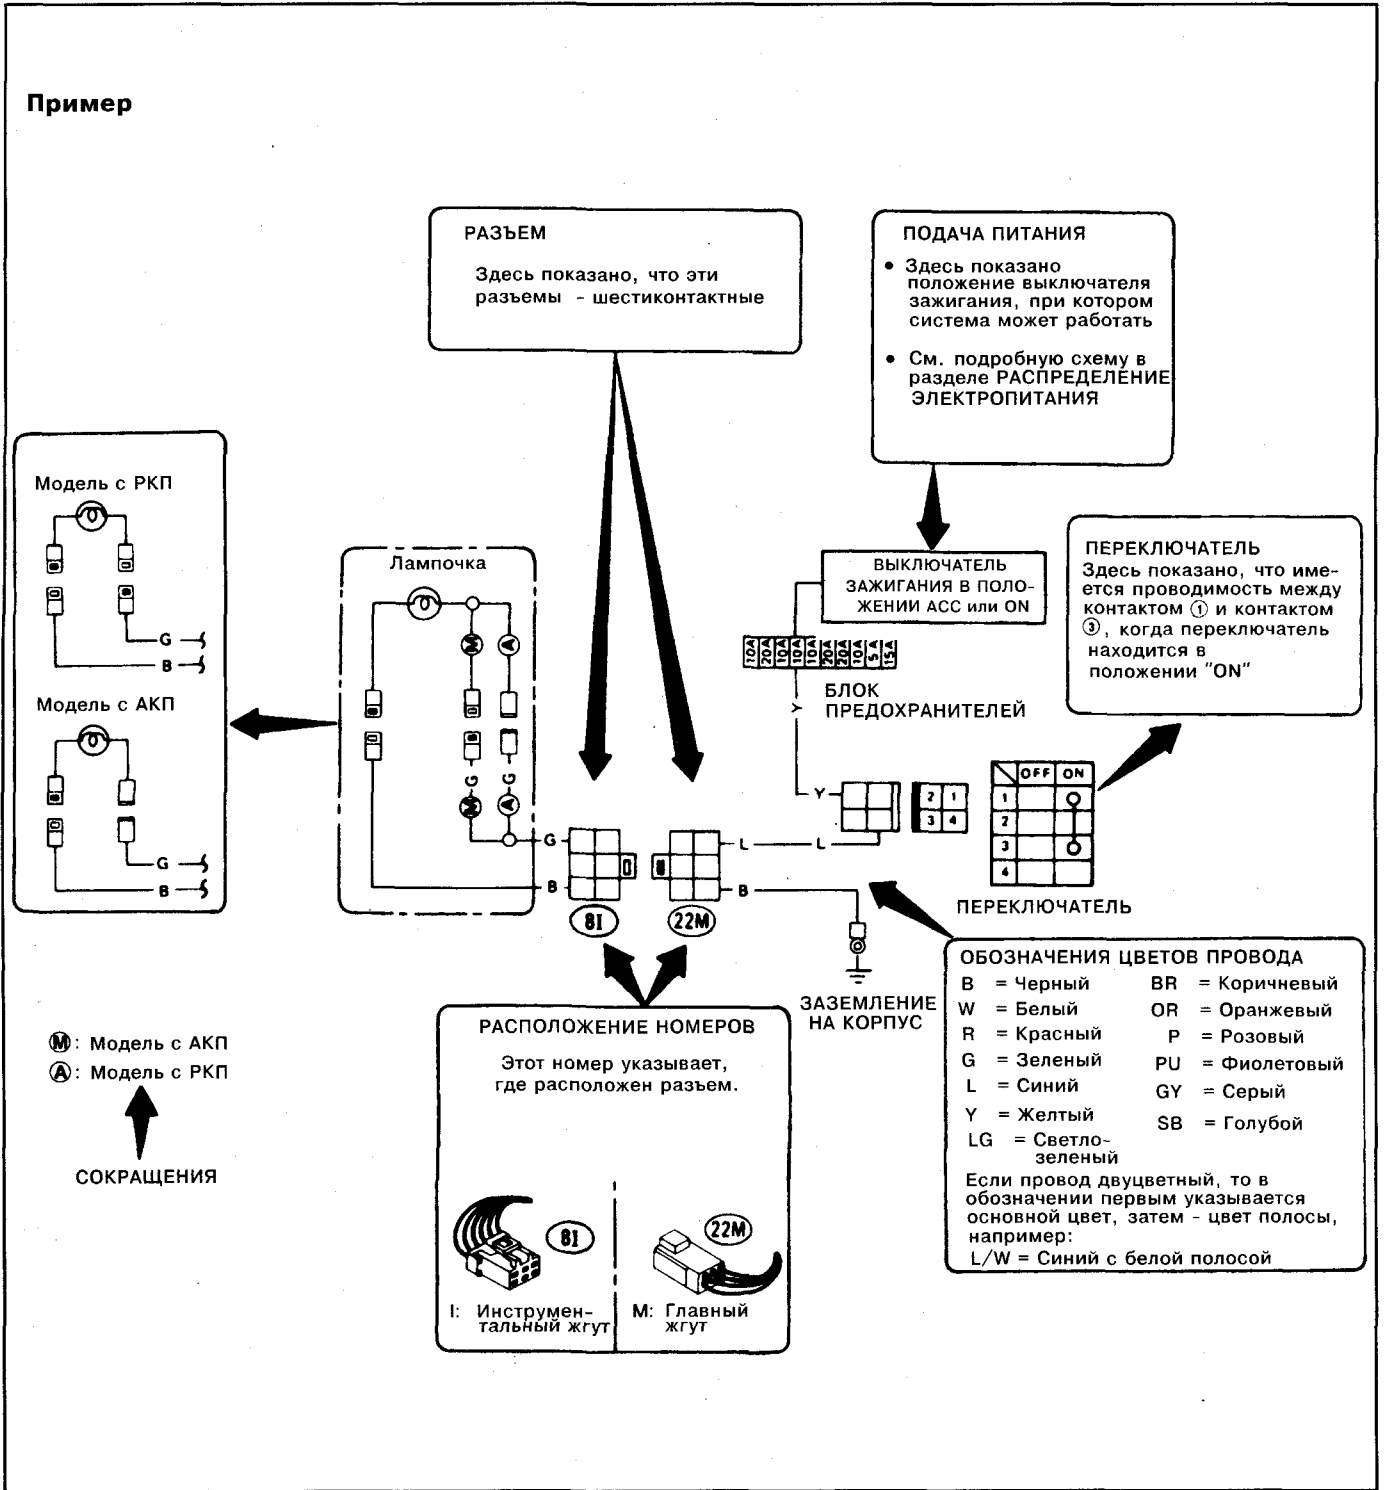 Пример
РАЗЪЕМ
Здесь показано, что эти
разъемы - шестиконтактные
ПОДАЧА ПИТАНИЯ
• Здесь показано
положение выключателя
зажигания, при котором
система может работать
• См. подробную схему в
разделе РАСПРЕДЕЛЕНИЕ
ЭЛЕКТРОПИТАНИЯ
Модель с РКП
G
B
Модель с АКП
G
B
Лампочка
M
A
G
G
M
A
ВЫКЛЮЧАТЕЛЬ
ЗАЖИГАНИЯ В ПОЛО-
ЖЕНИИ ACC или ON
10A 20A 10A 10A 10A 20A 20A 10A 5A 15A
БЛОК
ПРЕДОХРАНИТЕЛЕЙ
ПЕРЕКЛЮЧАТЕЛЬ
Здесь показано, что име-
ется проводимость между
контактом ① и контактом
③, когда переключатель
находится в
положении "ON"
Y
Y
2 1
3 4
OFF ON
1
2
3
4
ПЕРЕКЛЮЧАТЕЛЬ
G
B
L
L
B
8I
22M
ЗАЗЕМЛЕНИЕ
НА КОРПУС
M: Модель с АКП
A: Модель с РКП
СОКРАЩЕНИЯ
РАСПОЛОЖЕНИЕ НОМЕРОВ
Этот номер указывает,
где расположен разъем.
8I
22M
I: Инструмен-
тальный жгут
M: Главный
жгут
ОБОЗНАЧЕНИЯ ЦВЕТОВ ПРОВОДА
B = Черный BR = Коричневый
W = Белый OR = Оранжевый
R = Красный P = Розовый
G = Зеленый PU = Фиолетовый
L = Синий GY = Серый
Y = Желтый SB = Голубой
LG = Светло-
зеленый
Если провод двуцветный, то в
обозначении первым указывается
основной цвет, затем - цвет полосы,
например:
L/W = Синий с белой полосой